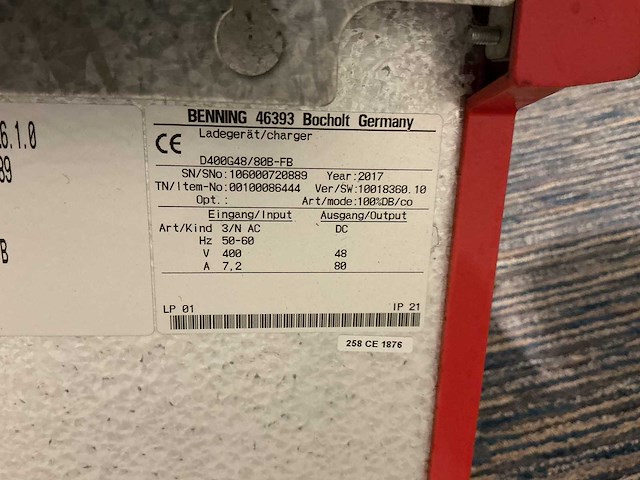 6.1.0
89
B
BENNING 46393 Bocholt Germany
CE Ladegerät/charger
D400G48/80B-FB
SN/SNo: 106000720889 Year: 2017
TN/Item-No: 00100086444 Ver/SW: 10018360.10
Opt.: Art/mode: 100%DB/co
Eingang/Input Ausgang/Output
Art/Kind 3/N AC DC
Hz 50-60
V 400 48
A 7,2 80
LP 01 IP 21
258 CE 1876